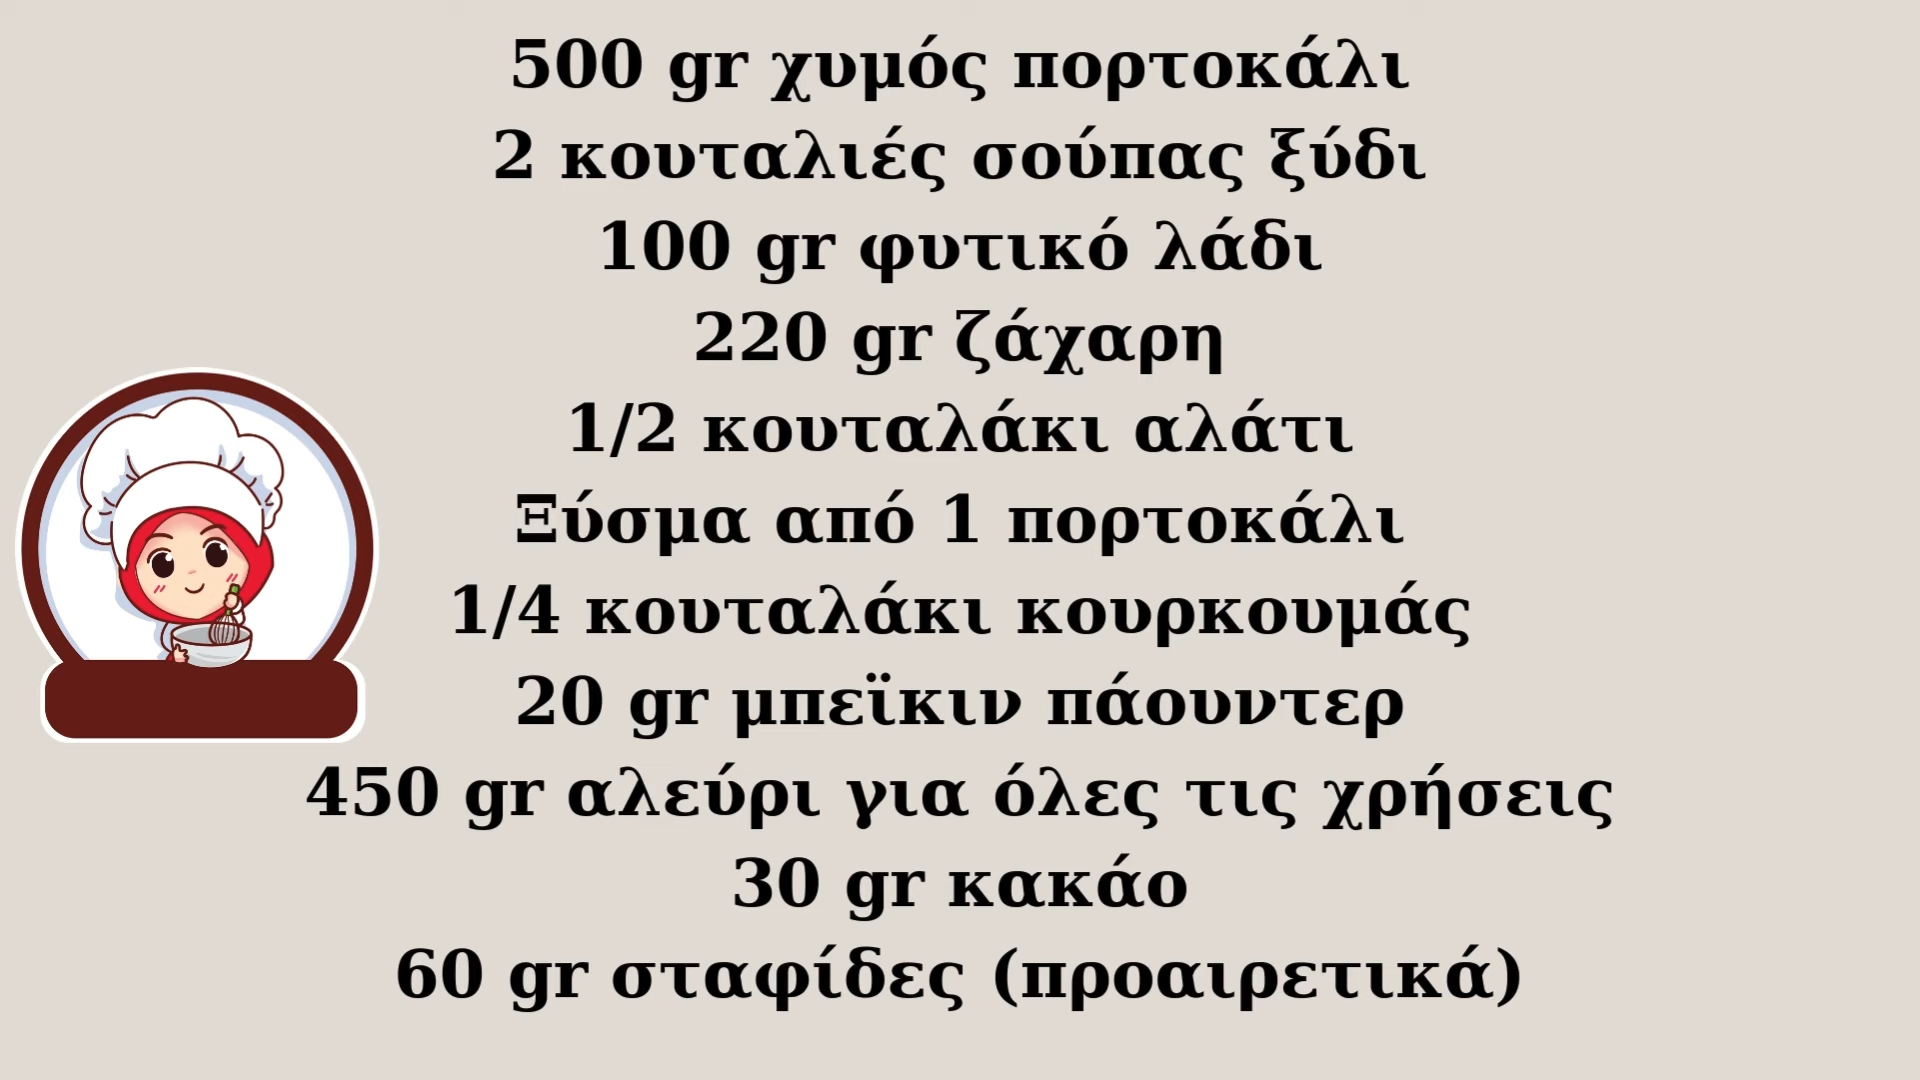 500 gr χυμός πορτοκάλι
2 κουταλιές σούπας ξύδι
100 gr φυτικό λάδι
220 gr ζάχαρη
1/2 κουταλάκι αλάτι
Ξύσμα από 1 πορτοκάλι
1/4 κουταλάκι κουρκουμάς
20 gr μπεϊκιν πάουντερ
450 gr αλεύρι για όλες τις χρήσεις
30 gr κακάο
60 gr σταφίδες (προαιρετικά)